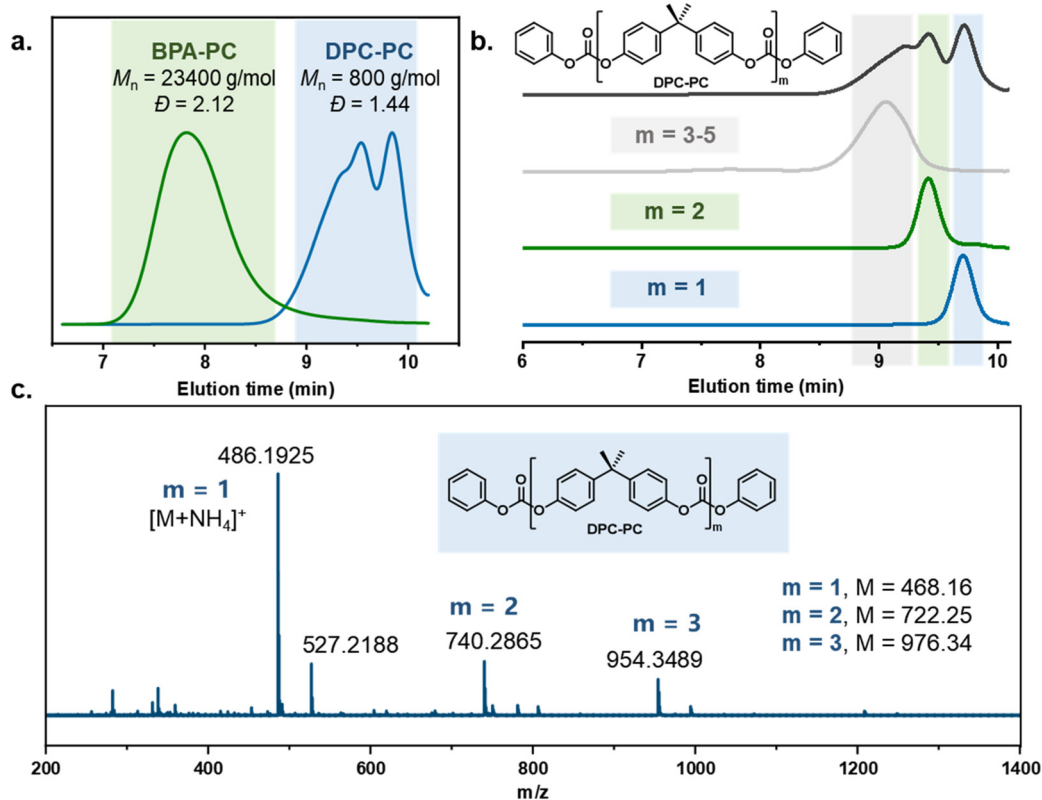 a.
BPA-PC
Mn = 23400 g/mol
Đ = 2.12
DPC-PC
Mn = 800 g/mol
Đ = 1.44
7 8 9 10
Elution time (min)
b.
O O O O O O
m
DPC-PC
m = 3-5
m = 2
m = 1
6 7 8 9 10
Elution time (min)
c.
486.1925
m = 1
[M+NH4]+
527.2188
m = 2
740.2865
m = 3
954.3489
O O O O O O
m
DPC-PC
m = 1, M = 468.16
m = 2, M = 722.25
m = 3, M = 976.34
200 400 600 800 1000 1200 1400
m/z